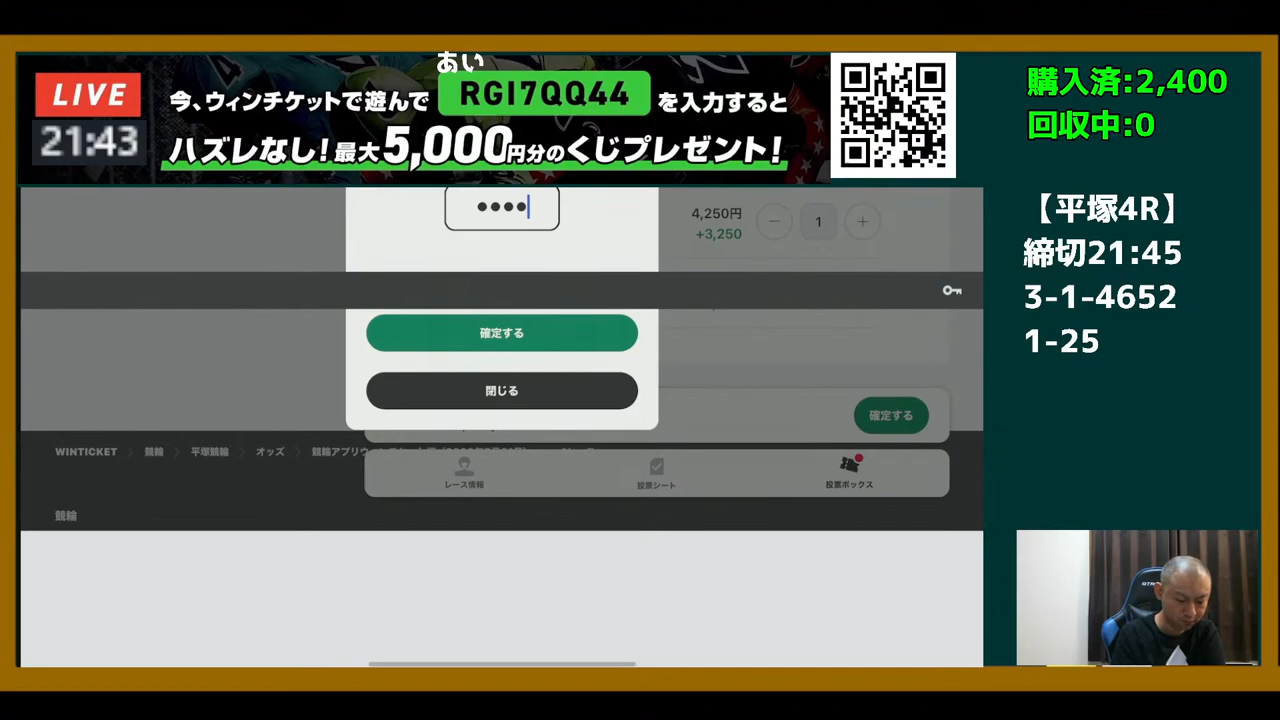 LIVE
21:43
あい
今、ウィンチケットで遊んで RGI7QQ44 を入力すると
ハズレなし!最大5,000円分のくじプレゼント!
購入済:2,400
回収中:0
【平塚4R】
締切21:45
3-1-4652
1-25
••••
4,250円
+3,250
1
確定する
閉じる
確定する
WINTICKET
競輪
平塚競輪
オッズ
レース情報
投票シート
投票ボックス
競輪